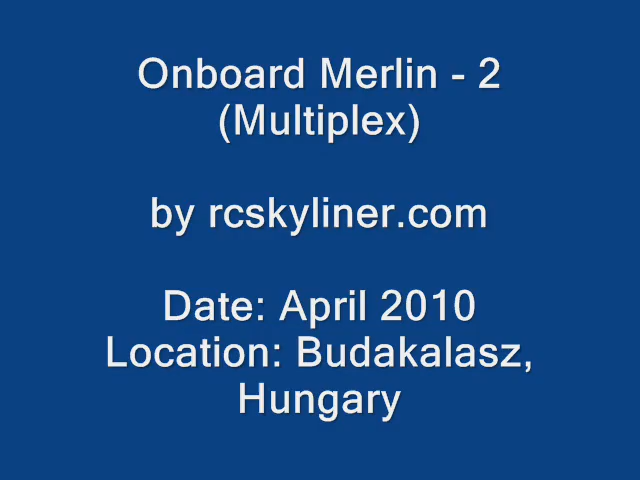 Onboard Merlin - 2
(Multiplex)
by rcskyliner.com
Date: April 2010
Location: Budakalasz,
Hungary